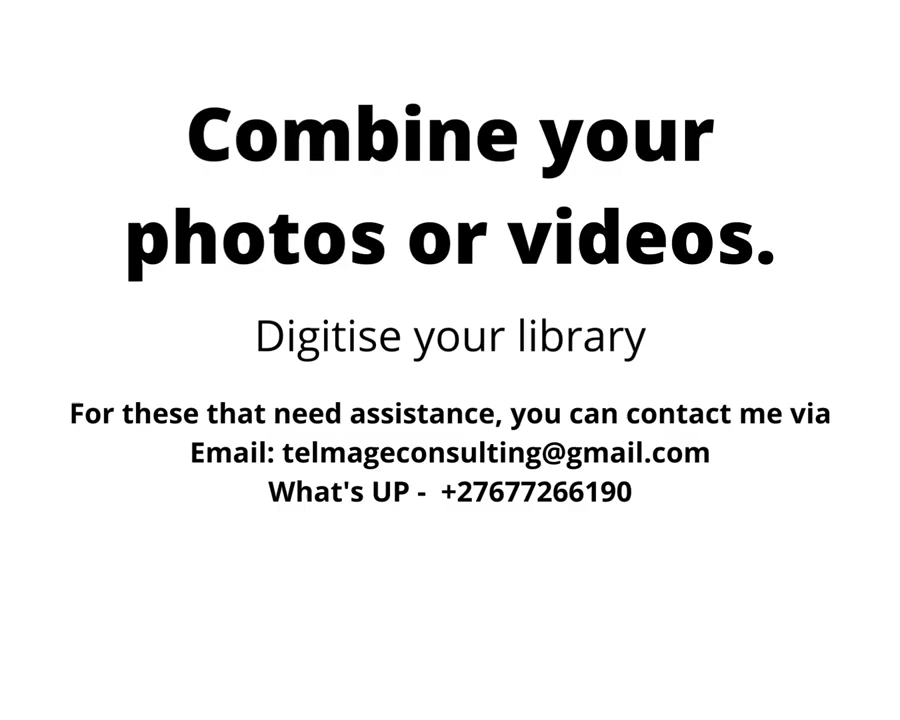 Combine your
photos or videos.
Digitise your library
For these that need assistance, you can contact me via
Email: telmageconsulting@gmail.com
What's UP - +27677266190